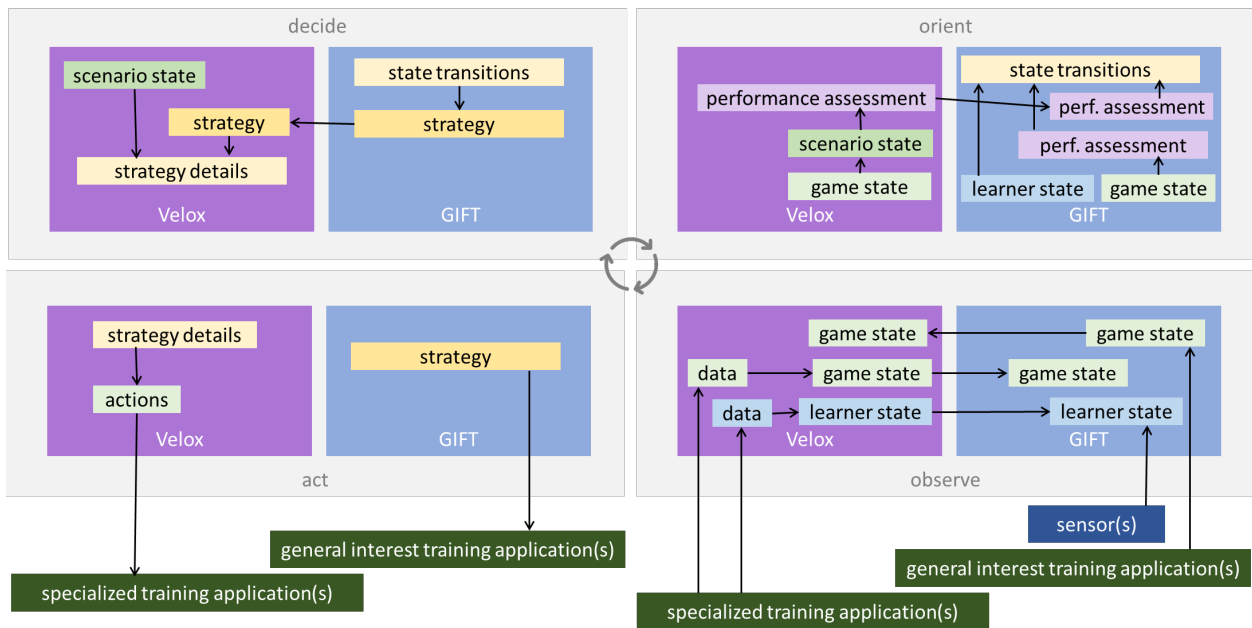 decide
scenario state
strategy
strategy details
Velox
state transitions
strategy
GIFT
orient
performance assessment
scenario state
game state
Velox
state transitions
perf. assessment
perf. assessment
learner state
game state
GIFT
strategy details
actions
Velox
strategy
GIFT
act
game state
data
game state
data
learner state
Velox
game state
game state
learner state
GIFT
observe
general interest training application(s)
specialized training application(s)
sensor(s)
general interest training application(s)
specialized training application(s)